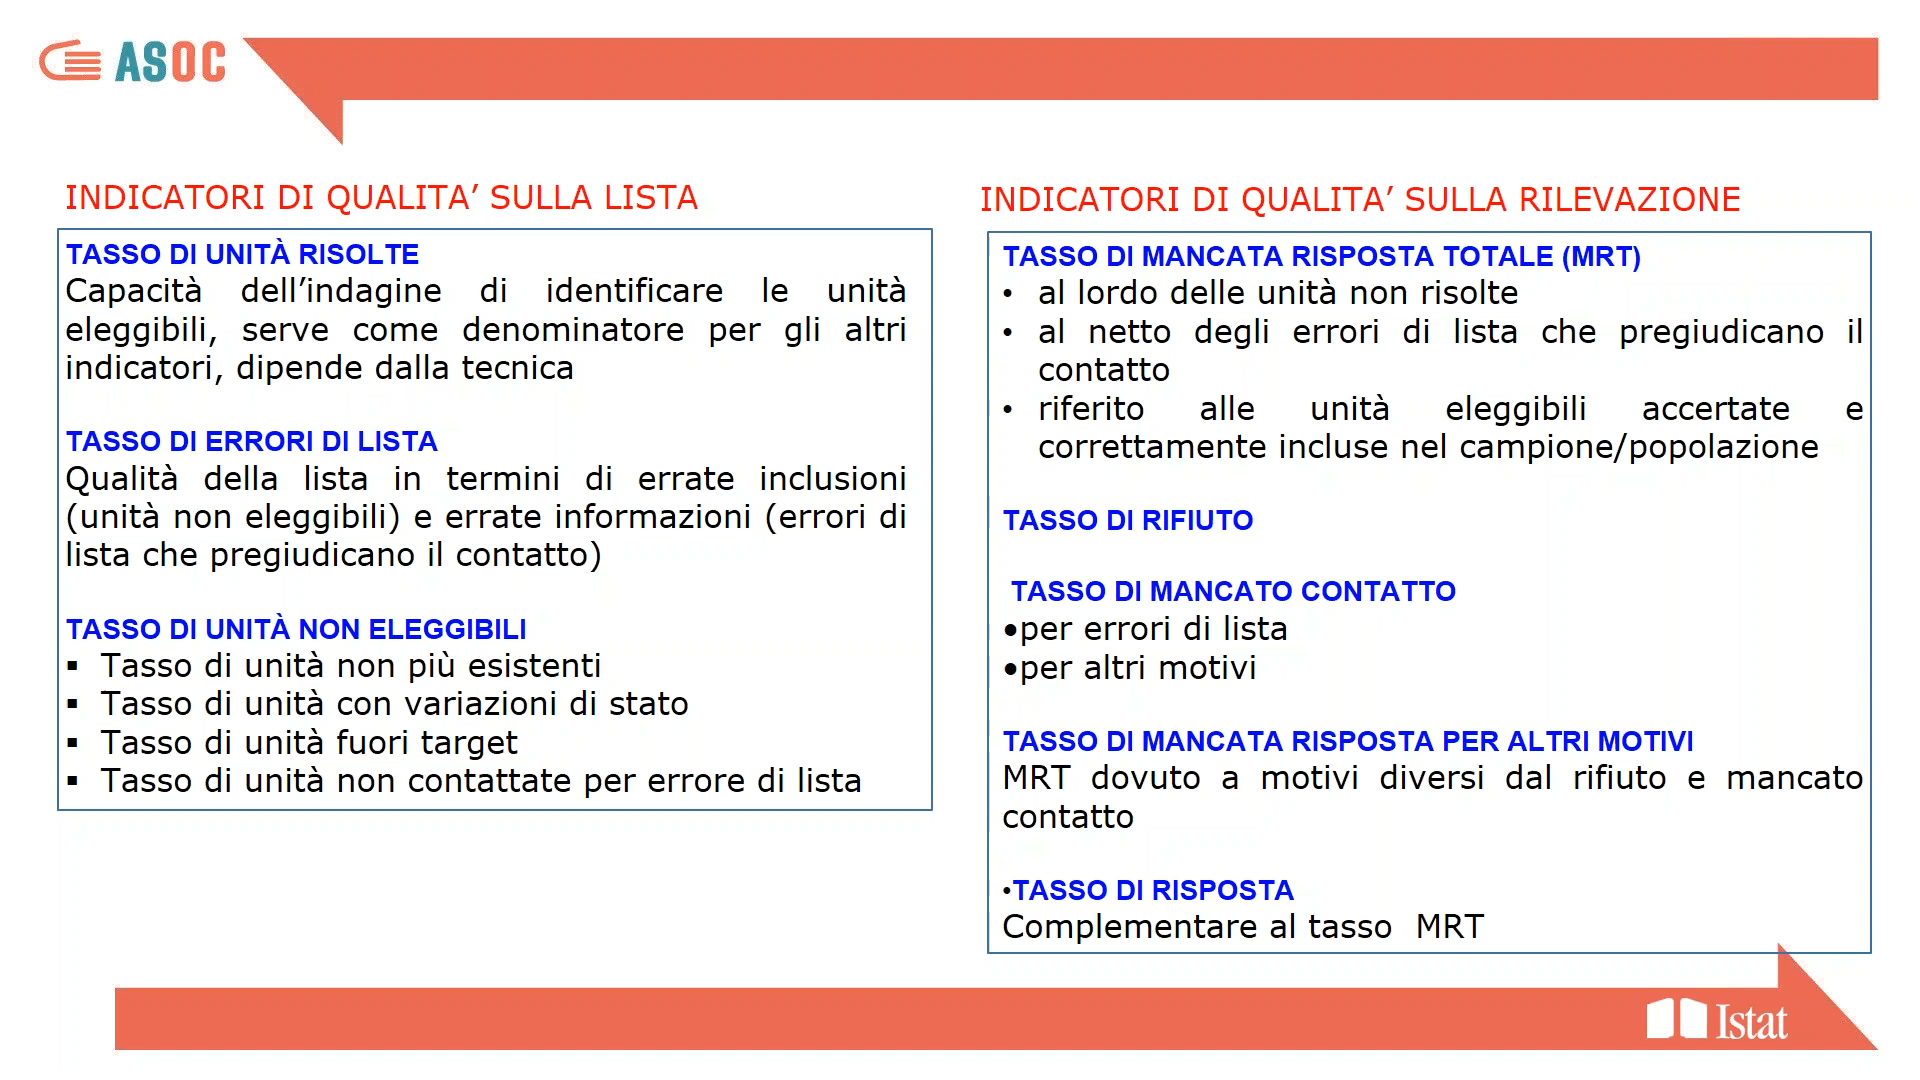 ASOC
INDICATORI DI QUALITA’ SULLA LISTA
TASSO DI UNITÀ RISOLTE
Capacità dell’indagine di identificare le unità
eleggibili, serve come denominatore per gli altri
indicatori, dipende dalla tecnica
TASSO DI ERRORI DI LISTA
Qualità della lista in termini di errate inclusioni
(unità non eleggibili) e errate informazioni (errori di
lista che pregiudicano il contatto)
TASSO DI UNITÀ NON ELEGGIBILI
▪ Tasso di unità non più esistenti
▪ Tasso di unità con variazioni di stato
▪ Tasso di unità fuori target
▪ Tasso di unità non contattate per errore di lista
INDICATORI DI QUALITA’ SULLA RILEVAZIONE
TASSO DI MANCATA RISPOSTA TOTALE (MRT)
• al lordo delle unità non risolte
• al netto degli errori di lista che pregiudicano il
contatto
• riferito alle unità eleggibili accertate e
correttamente incluse nel campione/popolazione
TASSO DI RIFIUTO
TASSO DI MANCATO CONTATTO
•per errori di lista
•per altri motivi
TASSO DI MANCATA RISPOSTA PER ALTRI MOTIVI
MRT dovuto a motivi diversi dal rifiuto e mancato
contatto
•TASSO DI RISPOSTA
Complementare al tasso MRT
Istat